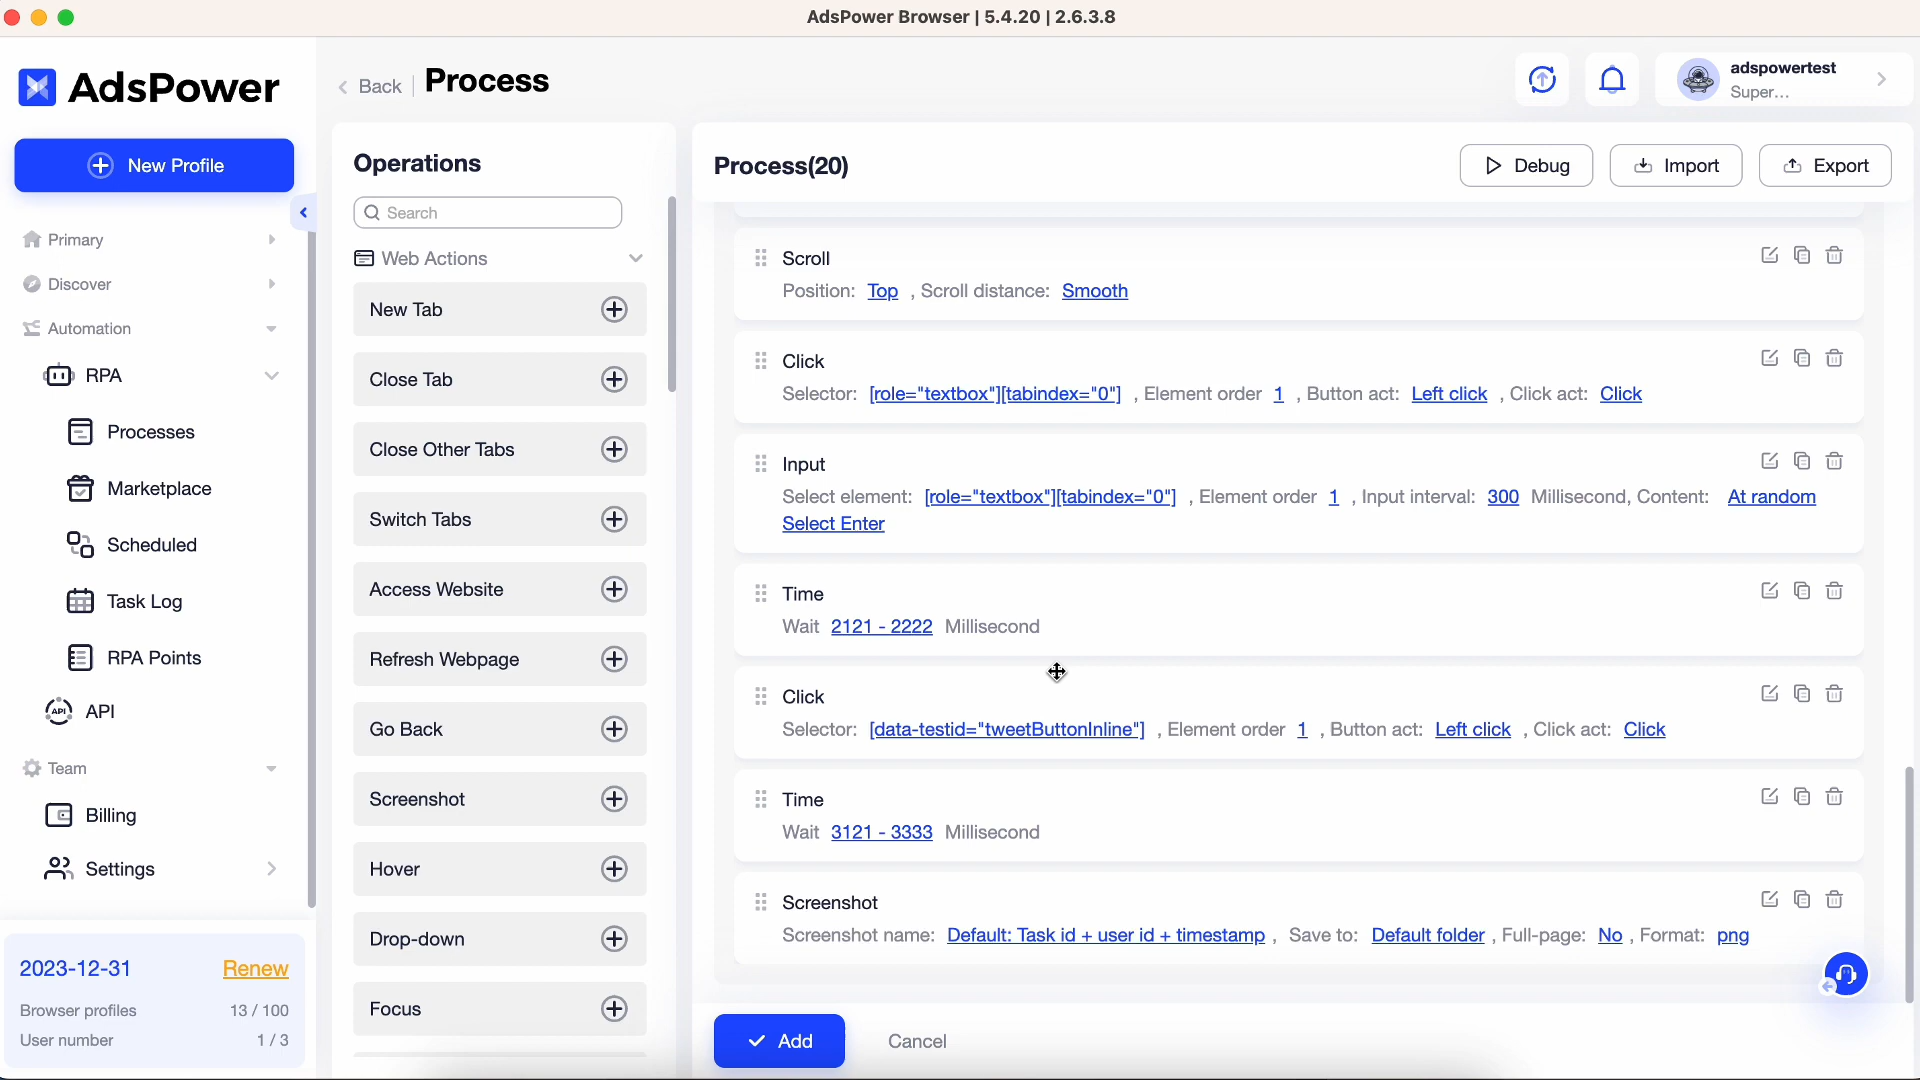 AdsPower Browser | 5.4.20 | 2.6.3.8
AdsPower
New Profile
Primary
Discover
Automation
RPA
Processes
Marketplace
Scheduled
Task Log
RPA Points
API
API
Team
Billing
Settings
2023-12-31 Renew
Browser profiles 13 / 100
User number 1 / 3
Back Process
adspowertest
Super...
Operations
Search
Web Actions
New Tab
Close Tab
Close Other Tabs
Switch Tabs
Access Website
Refresh Webpage
Go Back
Screenshot
Hover
Drop-down
Focus
Process(20)
Debug Import Export
Scroll
Position: Top , Scroll distance: Smooth
Click
Selector: [role="textbox"][tabindex="0"] , Element order 1 , Button act: Left click , Click act: Click
Input
Select element: [role="textbox"][tabindex="0"] , Element order 1 , Input interval: 300 Millisecond, Content: At random
Select Enter
Time
Wait 2121 - 2222 Millisecond
Click
Selector: [data-testid="tweetButtonInline"] , Element order 1 , Button act: Left click , Click act: Click
Time
Wait 3121 - 3333 Millisecond
Screenshot
Screenshot name: Default: Task id + user id + timestamp , Save to: Default folder , Full-page: No , Format: png
Add Cancel